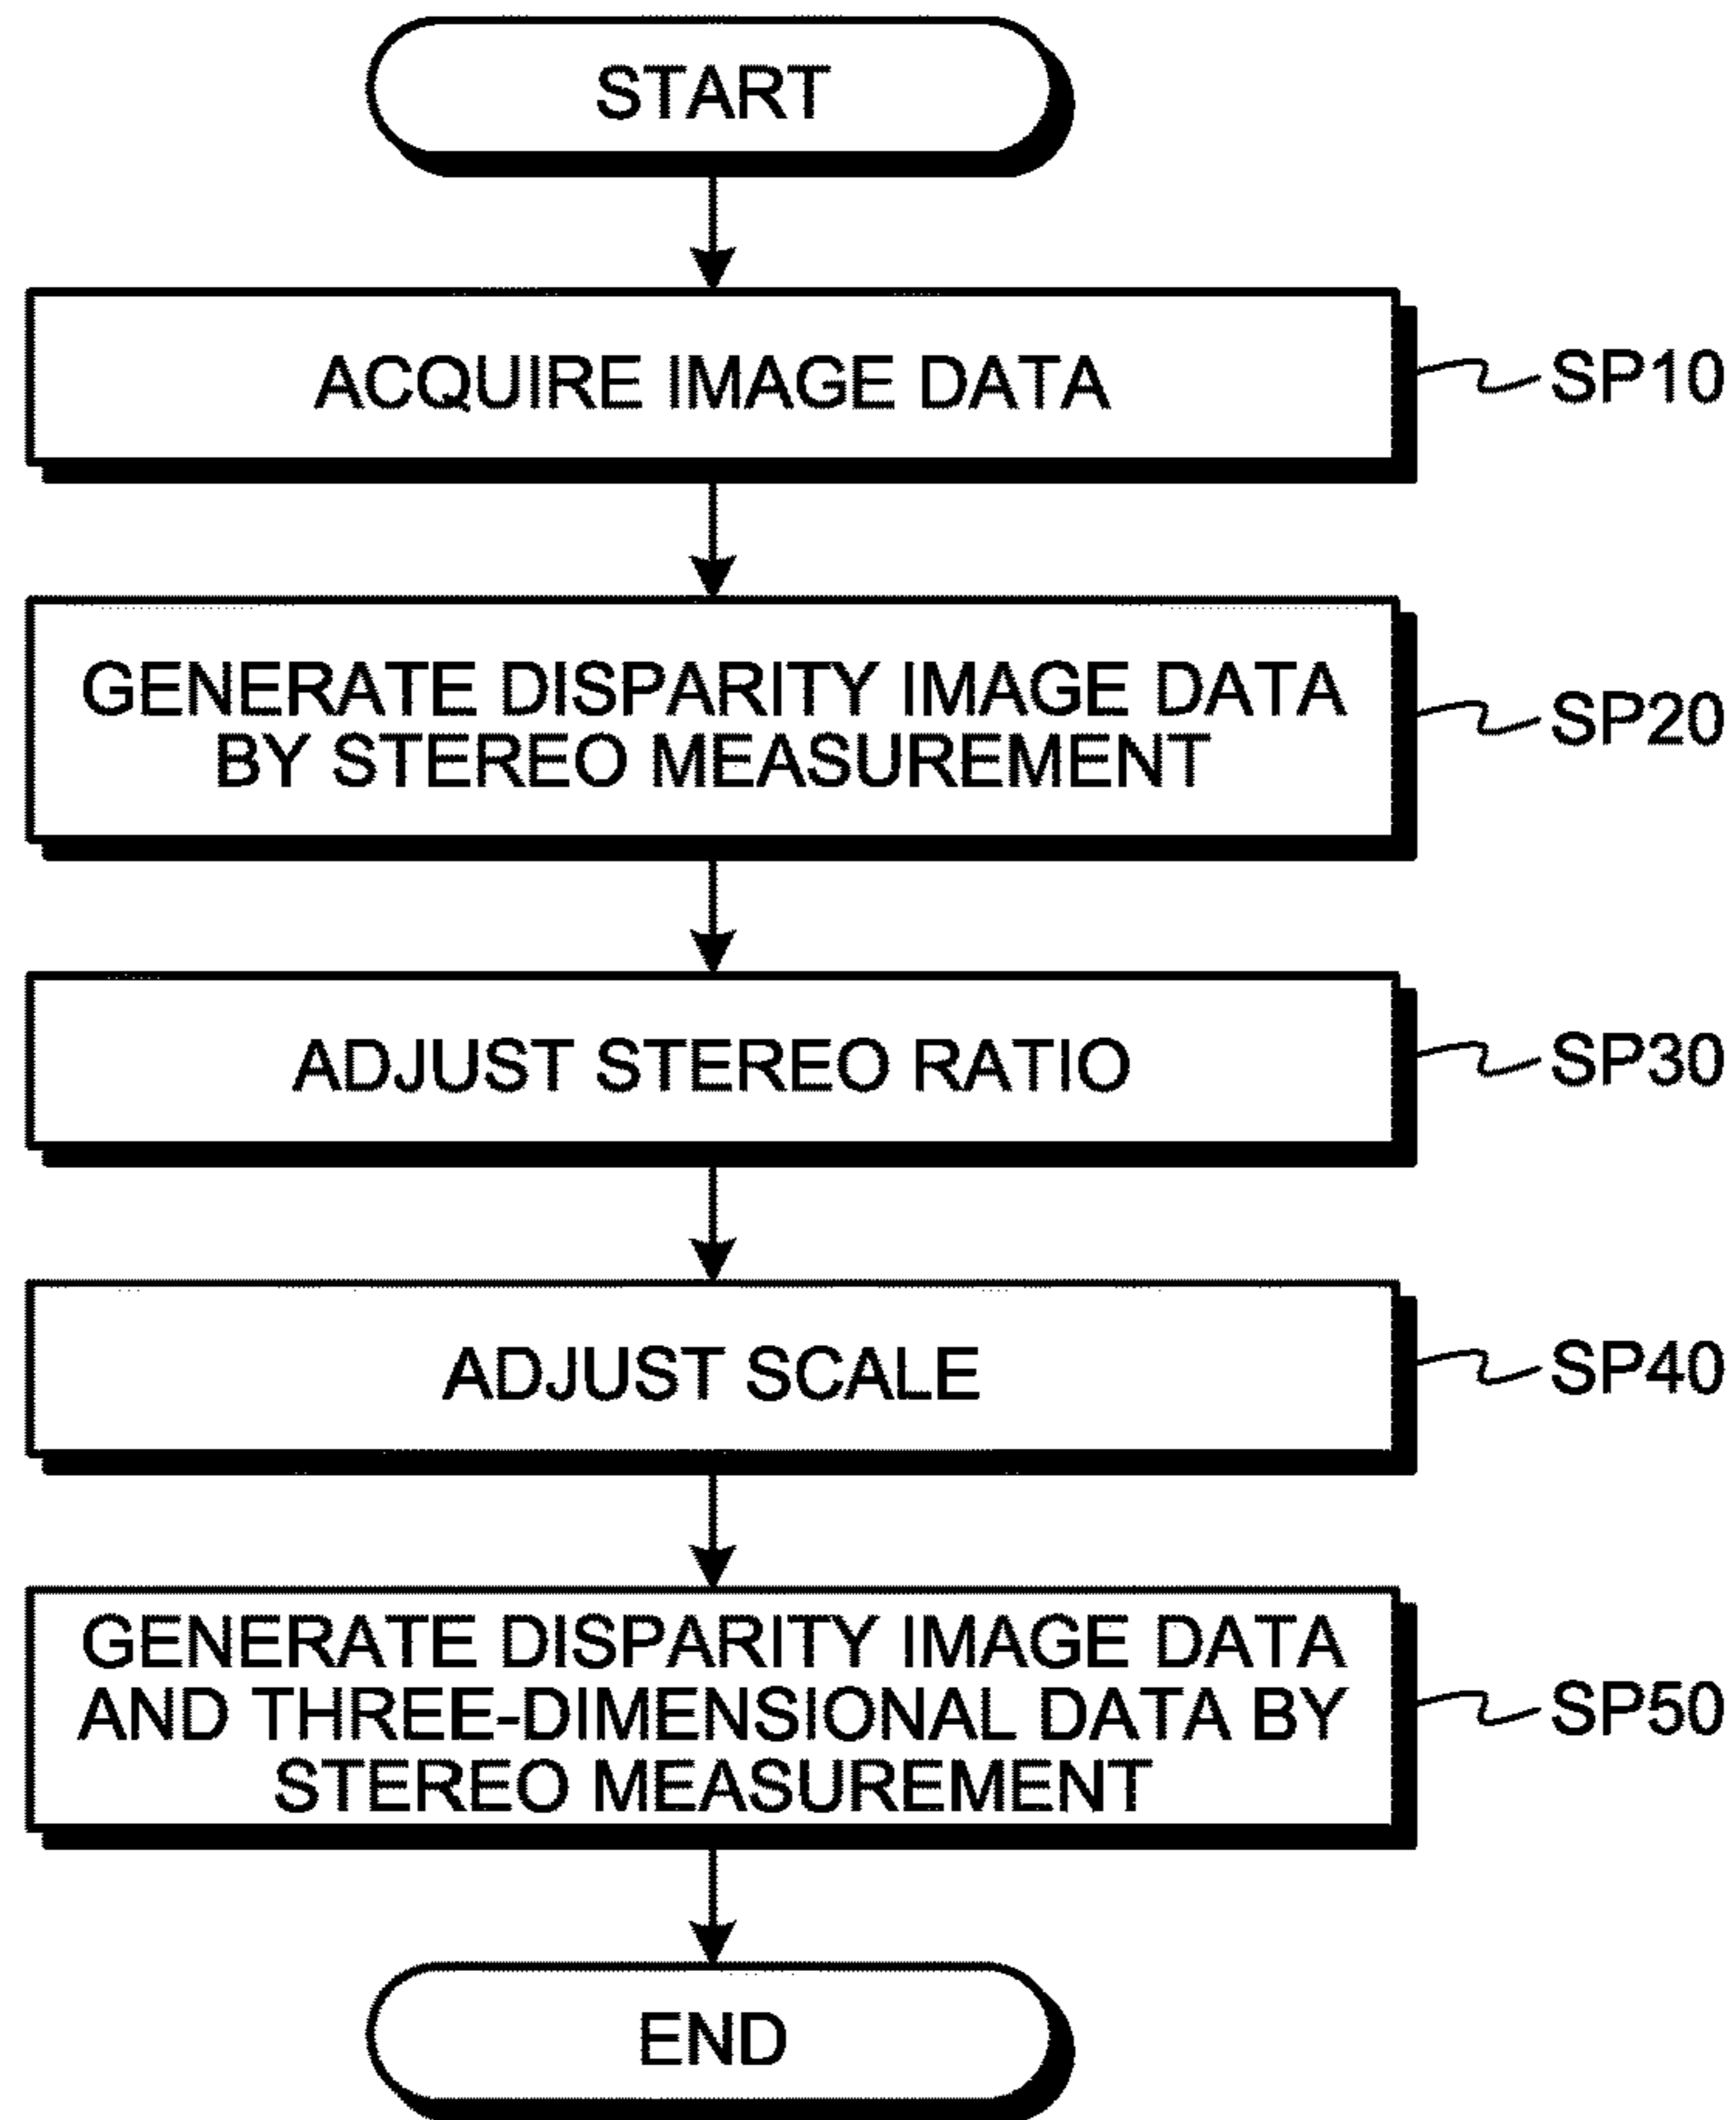 START
ACQUIRE IMAGE DATA
SP10
GENERATE DISPARITY IMAGE DATA
BY STEREO MEASUREMENT
SP20
ADJUST STEREO RATIO
SP30
ADJUST SCALE
SP40
GENERATE DISPARITY IMAGE DATA
AND THREE-DIMENSIONAL DATA BY
STEREO MEASUREMENT
SP50
END